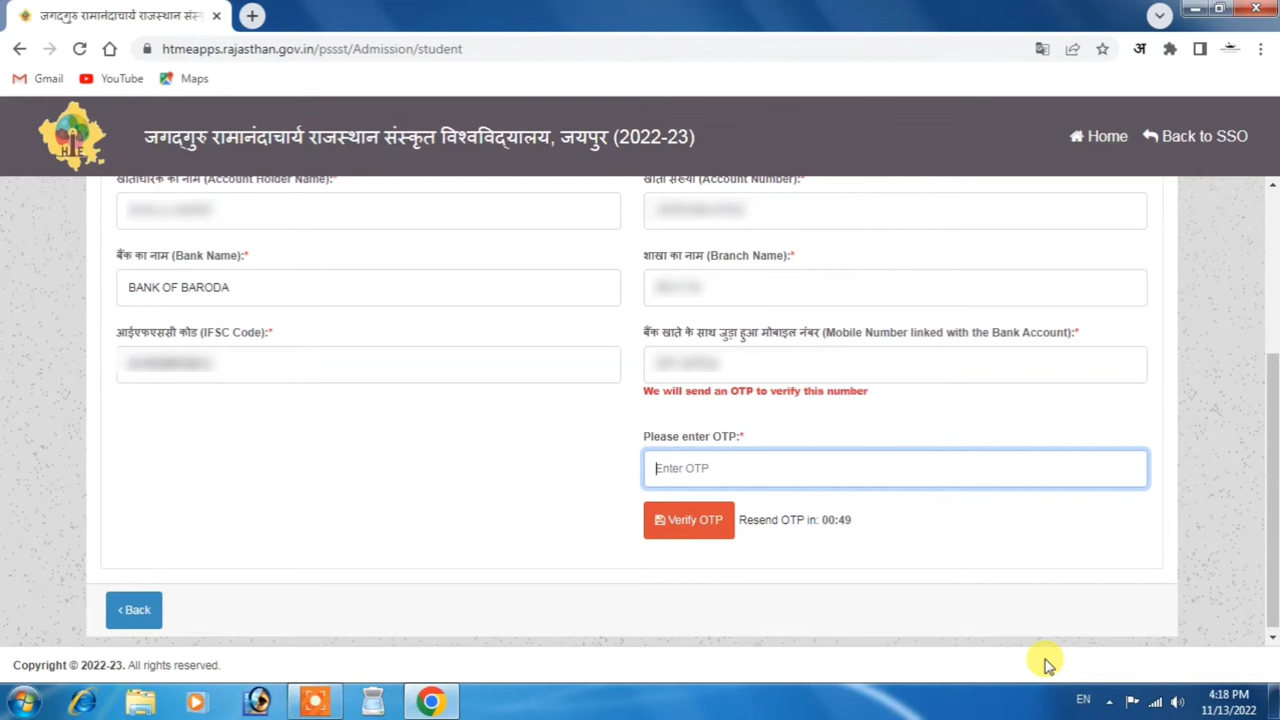 जगद्गुरु रामानंदाचार्य राजस्थान संस्
htmeapps.rajasthan.gov.in/pssst/Admission/student
अ
Gmail YouTube Maps
HTE
जगद्गुरु रामानंदाचार्य राजस्थान संस्कृत विश्वविद्यालय, जयपुर (2022-23)
Home Back to SSO
खाताधारक का नाम (Account Holder Name):* खाता संख्या (Account Number):*
बैंक का नाम (Bank Name):* शाखा का नाम (Branch Name):*
BANK OF BARODA
आईएफएससी कोड (IFSC Code):* बैंक खाते के साथ जुड़ा हुआ मोबाइल नंबर (Mobile Number linked with the Bank Account):*
We will send an OTP to verify this number
Please enter OTP:*
Enter OTP
Verify OTP Resend OTP in: 00:49
‹ Back
Copyright © 2022-23. All rights reserved.
EN 4:18 PM
11/13/2022